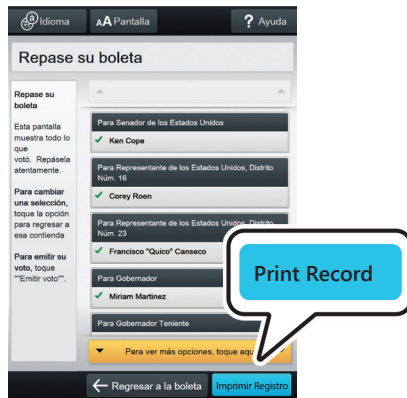 Idioma
AA Pantalla
? Ayuda
Repase su boleta
Repase su
boleta
Esta pantalla
muestra todo lo
que
votó. Repásela
atentamente.
Para cambiar
una selección,
toque la opción
para regresar a
esa contienda
Para emitir su
voto, toque
""Emitir voto"".
Para Senador de los Estados Unidos
Ken Cope
Para Representante de los Estados Unidos, Distrito
Núm. 16
Corey Roen
Para Representante de los Estados Unidos, Distrito
Núm. 23
Francisco "Quico" Canseco
Para Gobernador
Miriam Martinez
Para Gobernador Teniente
Para ver más opciones, toque aqu
Print Record
Regresar a la boleta
Imprimir Registro